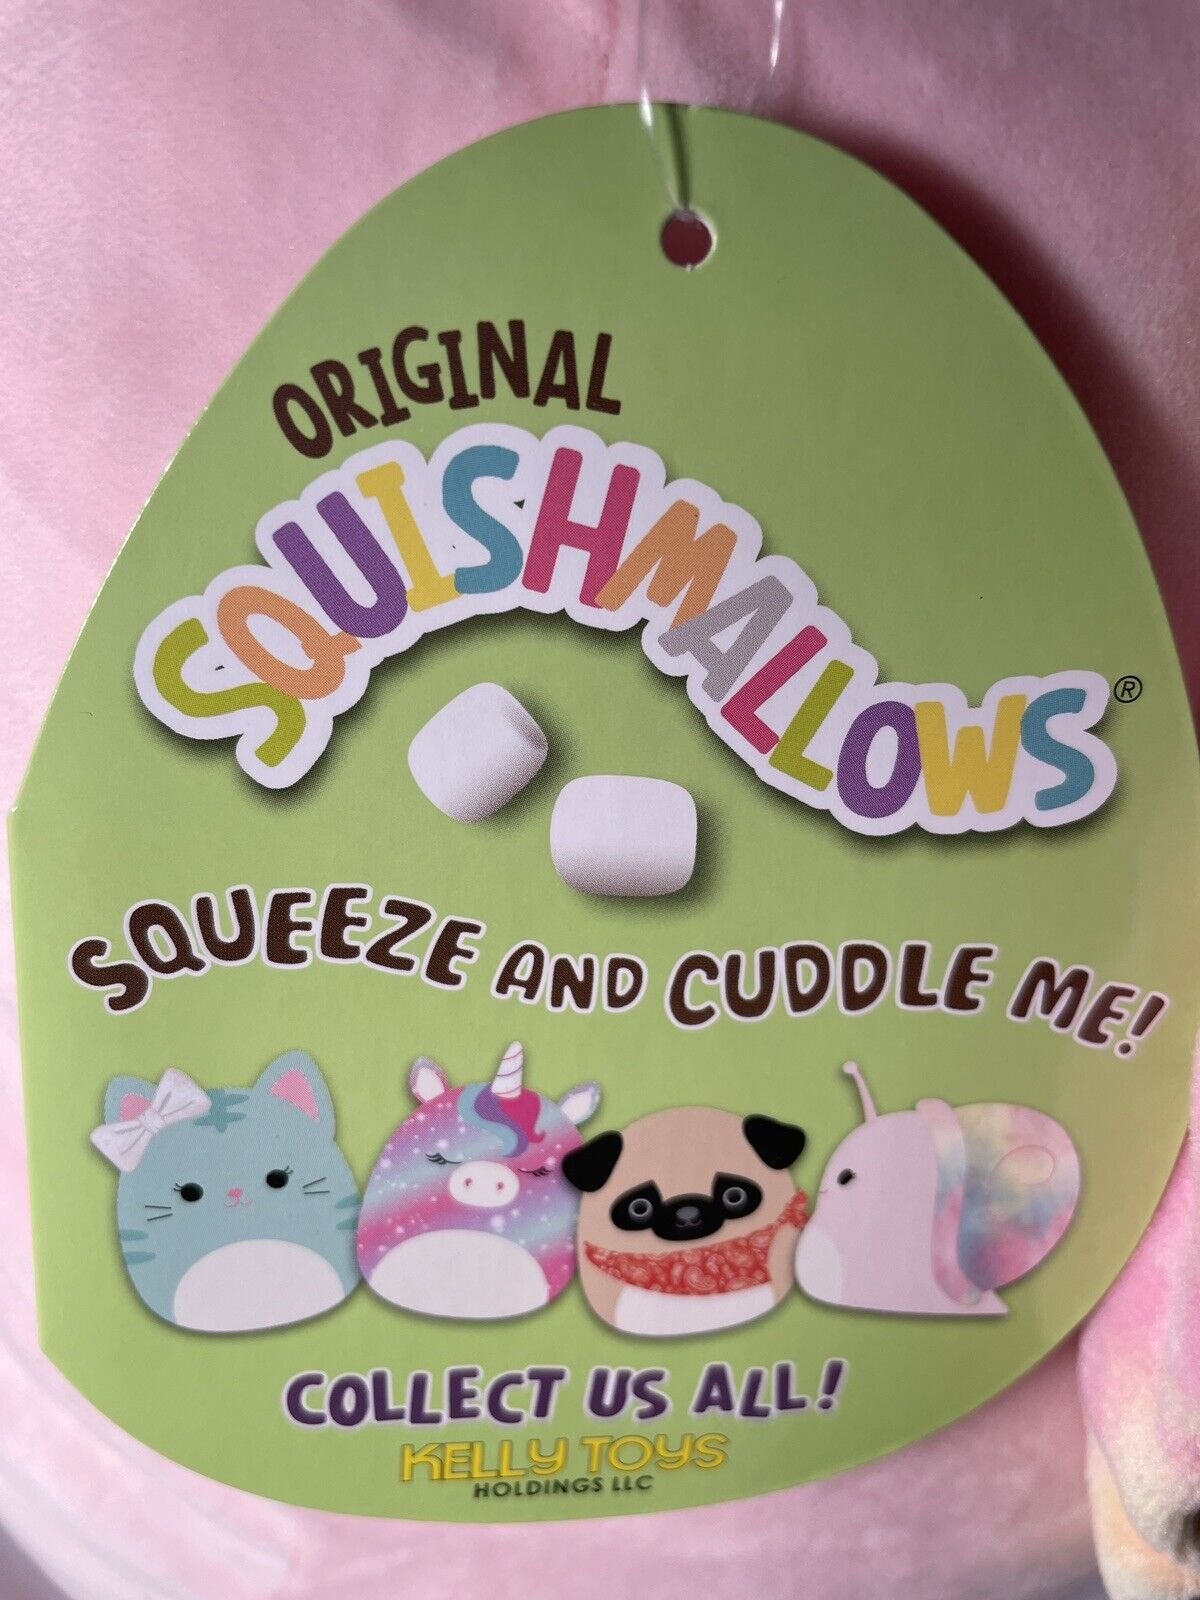 ORIGINAL
SQUISHMALLOWS®
SQUEEZE AND CUDDLE ME!
COLLECT US ALL!
KELLY TOYS
HOLDINGS LLC